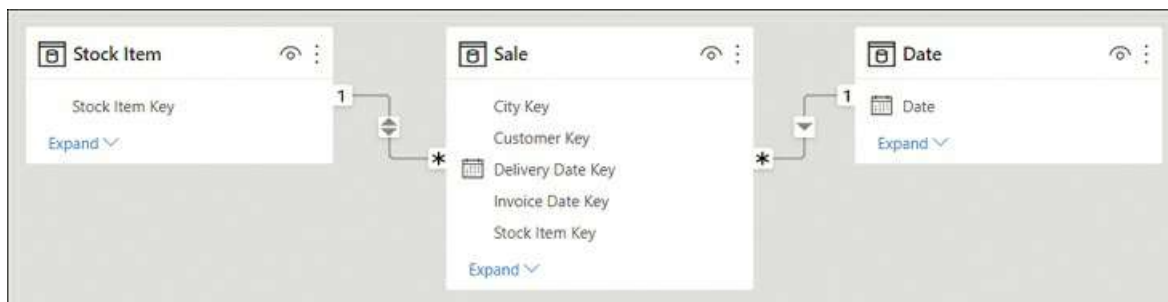 Stock Item
Stock Item Key
Expand
1
*
Sale
City Key
Customer Key
Delivery Date Key
Invoice Date Key
Stock Item Key
Expand
*
1
Date
Date
Expand